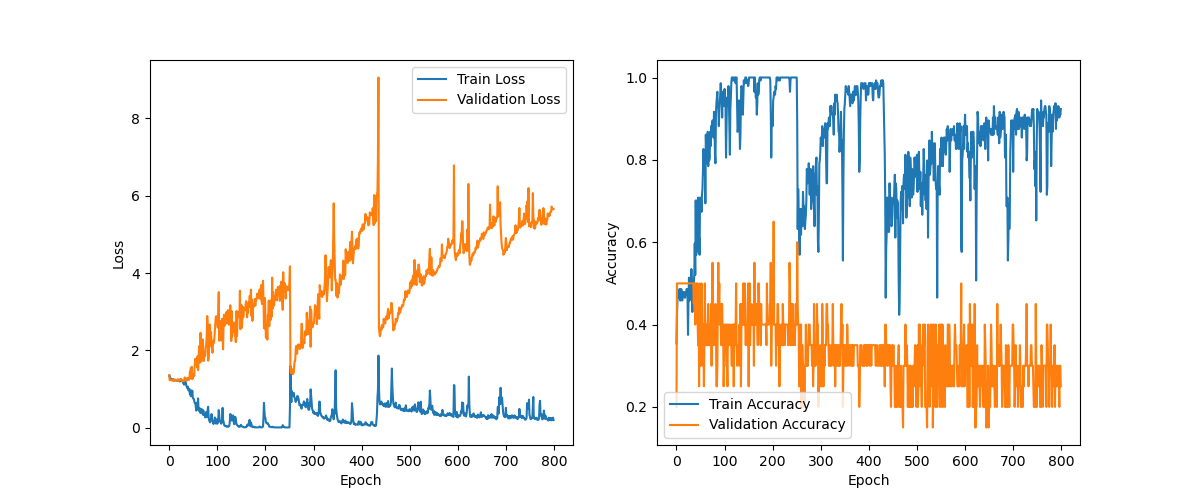 Train Loss
Validation Loss
8
6
4
2
0
Loss
0 100 200 300 400 500 600 700 800
Epoch
1.0
0.8
0.6
0.4
0.2
Accuracy
Train Accuracy
Validation Accuracy
0 100 200 300 400 500 600 700 800
Epoch